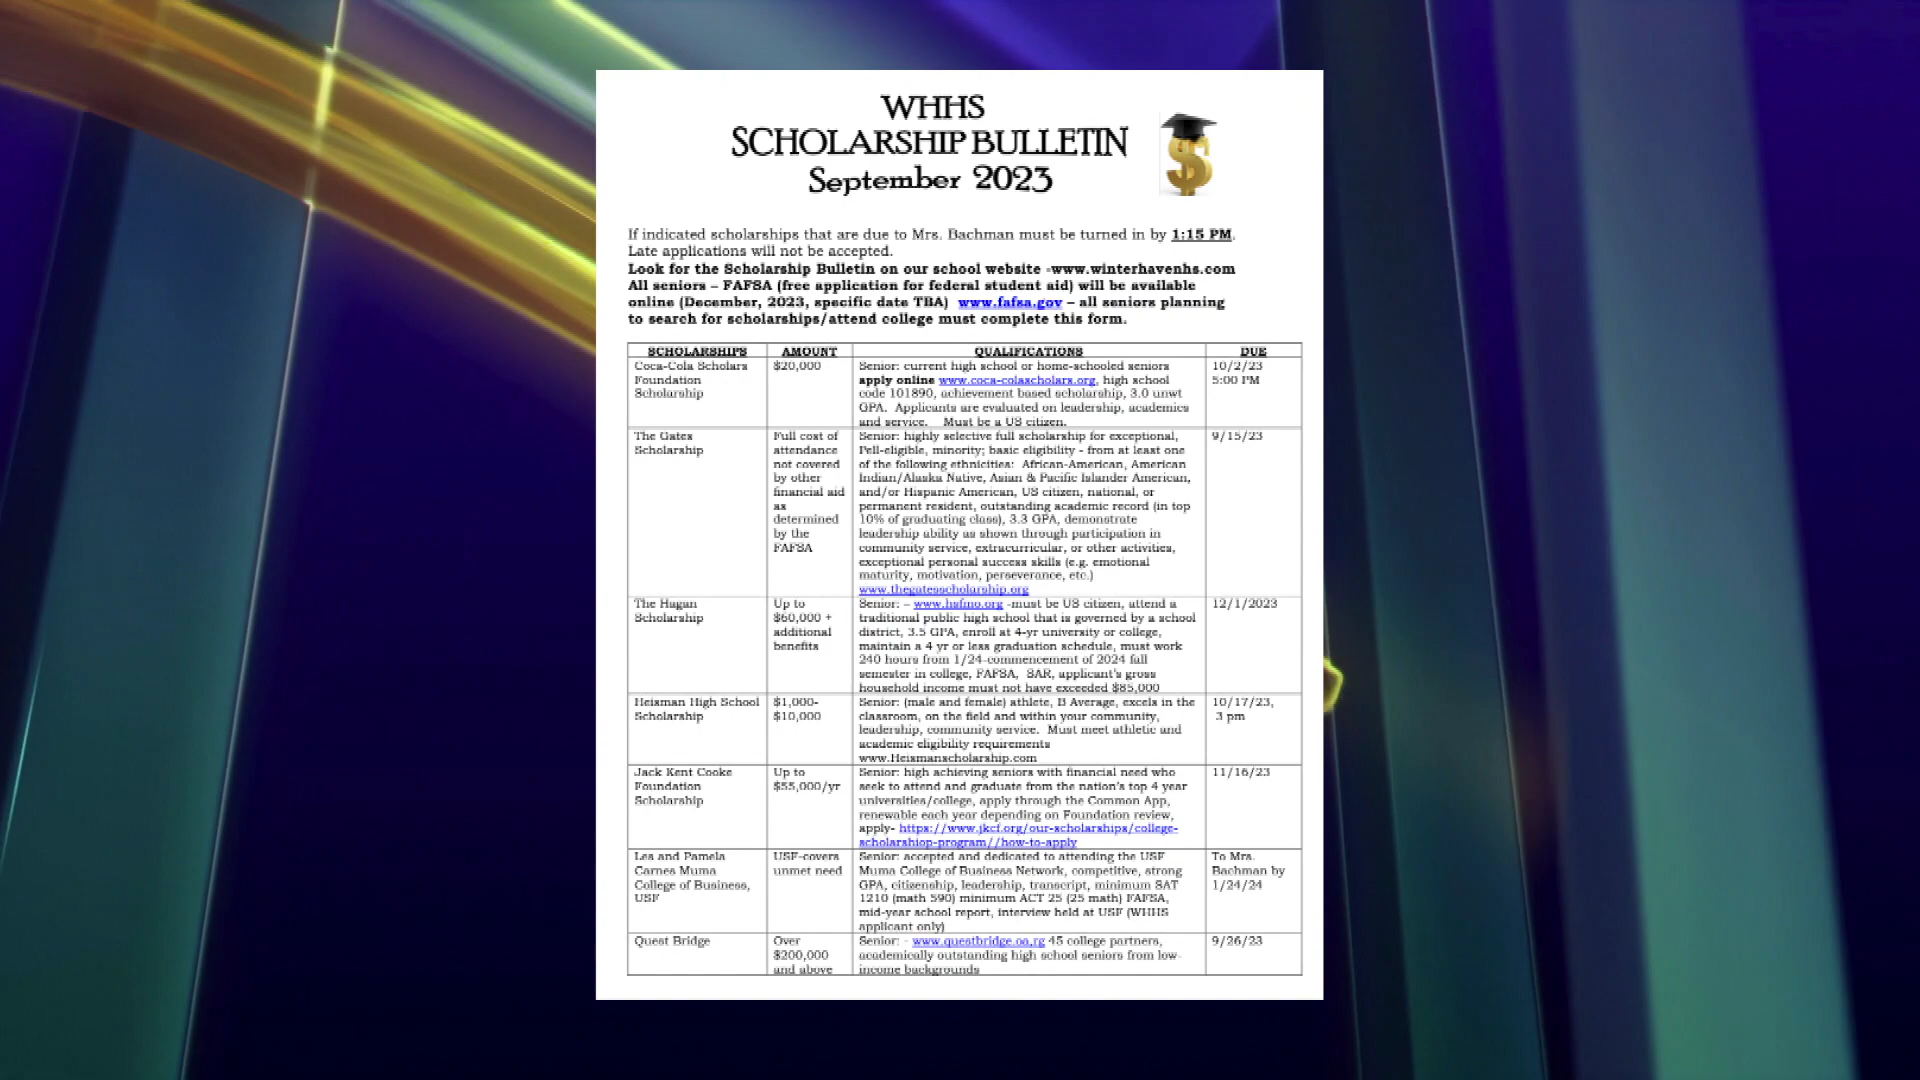 WHHS
SCHOLARSHIP BULLETIN
September 2023
If indicated scholarships that are due to Mrs. Bachman must be turned in by 1:15 PM.
Late applications will not be accepted.
Look for the Scholarship Bulletin on our school website -www.winterhavenhs.com
All seniors – FAFSA (free application for federal student aid) will be available
online (December, 2023, specific date TBA) www.fafsa.gov – all seniors planning
to search for scholarships/attend college must complete this form.
SCHOLARSHIPS AMOUNT QUALIFICATIONS DUE
Coca-Cola Scholars
Foundation
Scholarship
$20,000
Senior: current high school or home-schooled seniors
apply online www.coca-colascholars.org, high school
code 101890, achievement based scholarship, 3.0 unwt
GPA. Applicants are evaluated on leadership, academics
and service. Must be a US citizen.
10/2/23
5:00 PM
The Gates
Scholarship
Full cost of
attendance
not covered
by other
financial aid
as
determined
by the
FAFSA
Senior: highly selective full scholarship for exceptional,
Pell-eligible, minority; basic eligibility - from at least one
of the following ethnicities: African-American, American
Indian/Alaska Native, Asian & Pacific Islander American,
and/or Hispanic American, US citizen, national, or
permanent resident, outstanding academic record (in top
10% of graduating class), 3.3 GPA, demonstrate
leadership ability as shown through participation in
community service, extracurricular, or other activities,
exceptional personal success skills (e.g. emotional
maturity, motivation, perseverance, etc.)
www.thegatesscholarship.org
9/15/23
The Hagan
Scholarship
Up to
$60,000 +
additional
benefits
Senior: – www.hsfmo.org -must be US citizen, attend a
traditional public high school that is governed by a school
district, 3.5 GPA, enroll at 4-yr university or college,
maintain a 4 yr or less graduation schedule, must work
240 hours from 1/24-commencement of 2024 fall
semester in college, FAFSA, SAR, applicant's gross
household income must not have exceeded $85,000
12/1/2023
Heisman High School
Scholarship
$1,000-
$10,000
Senior: (male and female) athlete, B Average, excels in the
classroom, on the field and within your community,
leadership, community service. Must meet athletic and
academic eligibility requirements
www.Heismanscholarship.com
10/17/23,
3 pm
Jack Kent Cooke
Foundation
Scholarship
Up to
$55,000/yr
Senior: high achieving seniors with financial need who
seek to attend and graduate from the nation's top 4 year
universities/college, apply through the Common App,
renewable each year depending on Foundation review,
apply- https://www.jkcf.org/our-scholarships/college-
scholarshiop-program//how-to-apply
11/16/23
Les and Pamela
Carnes Muma
College of Business,
USF
USF-covers
unmet need
Senior: accepted and dedicated to attending the USF
Muma College of Business Network, competitive, strong
GPA, citizenship, leadership, transcript, minimum SAT
1210 (math 590) minimum ACT 25 (25 math) FAFSA,
mid-year school report, interview held at USF (WHHS
applicant only)
To Mrs.
Bachman by
1/24/24
Quest Bridge
Over
$200,000
and above
Senior: - www.questbridge.oa,rg 45 college partners,
academically outstanding high school seniors from low-
income backgrounds
9/26/23